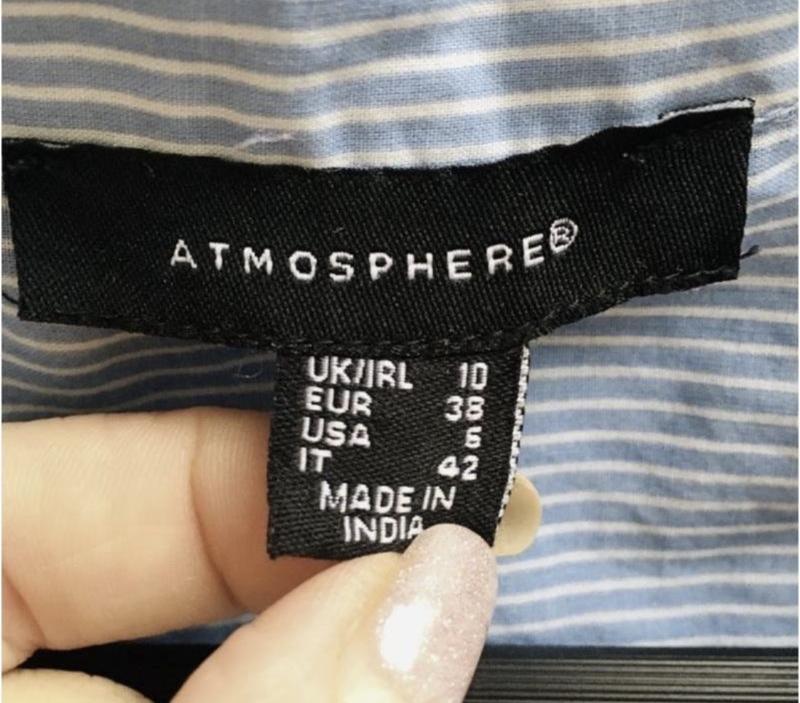 ATMOSPHERE®
UK/IRL 10
EUR 38
USA 6
IT 42
MADE IN
INDIA